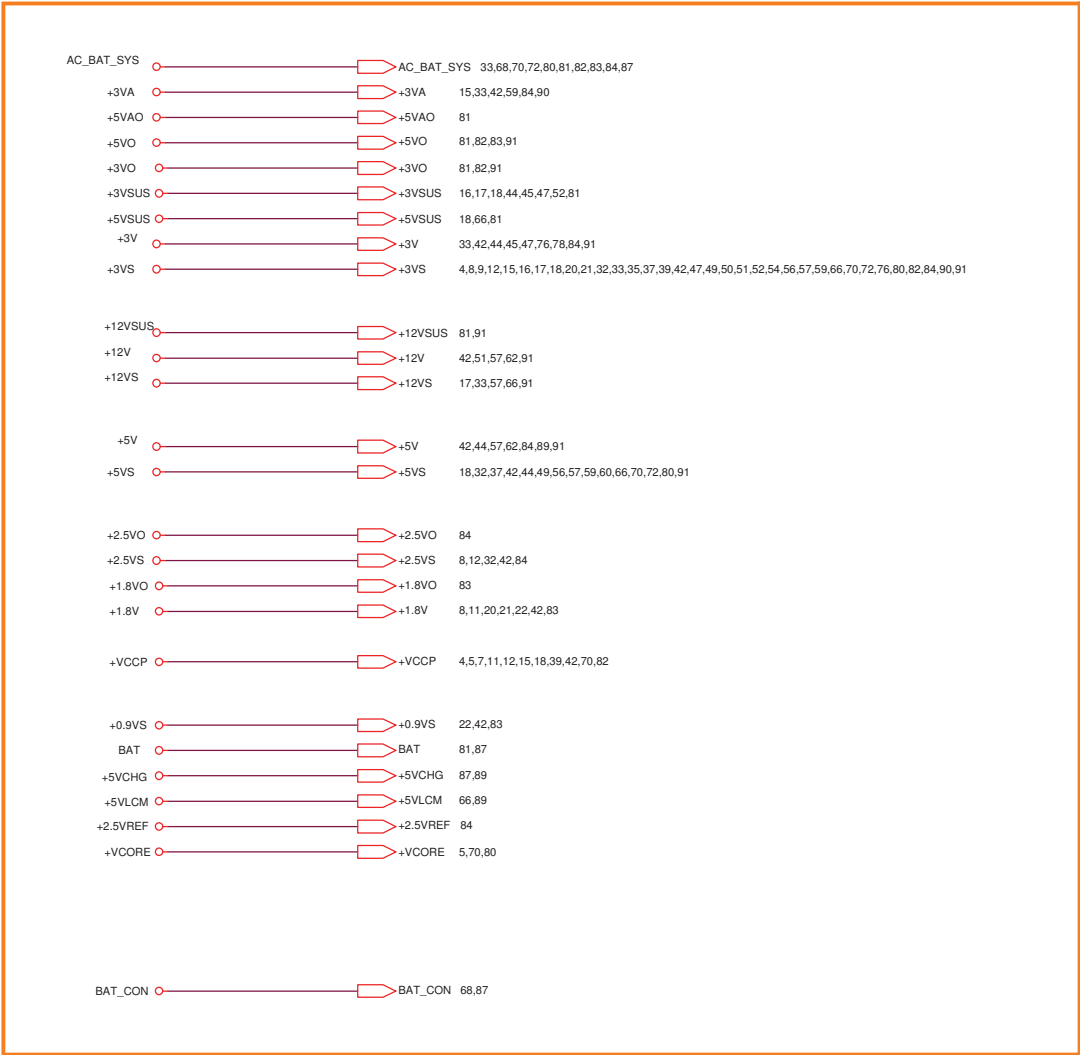 AC_BAT_SYS AC_BAT_SYS 33,68,70,72,80,81,82,83,84,87
+3VA +3VA 15,33,42,59,84,90
+5VAO +5VAO 81
+5VO +5VO 81,82,83,91
+3VO +3VO 81,82,91
+3VSUS +3VSUS 16,17,18,44,45,47,52,81
+5VSUS +5VSUS 18,66,81
+3V +3V 33,42,44,45,47,76,78,84,91
+3VS +3VS 4,8,9,12,15,16,17,18,20,21,32,33,35,37,39,42,47,49,50,51,52,54,56,57,59,66,70,72,76,80,82,84,90,91
+12VSUS +12VSUS 81,91
+12V +12V 42,51,57,62,91
+12VS +12VS 17,33,57,66,91
+5V +5V 42,44,57,62,84,89,91
+5VS +5VS 18,32,37,42,44,49,56,57,59,60,66,70,72,80,91
+2.5VO +2.5VO 84
+2.5VS +2.5VS 8,12,32,42,84
+1.8VO +1.8VO 83
+1.8V +1.8V 8,11,20,21,22,42,83
+VCCP +VCCP 4,5,7,11,12,15,18,39,42,70,82
+0.9VS +0.9VS 22,42,83
BAT BAT 81,87
+5VCHG +5VCHG 87,89
+5VLCM +5VLCM 66,89
+2.5VREF +2.5VREF 84
+VCORE +VCORE 5,70,80
BAT_CON BAT_CON 68,87